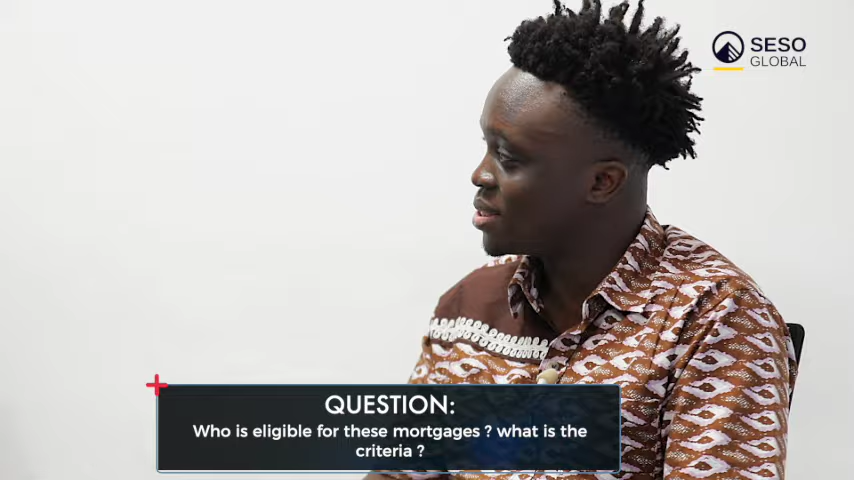 SESO
GLOBAL
QUESTION:
Who is eligible for these mortgages ? what is the
criteria ?